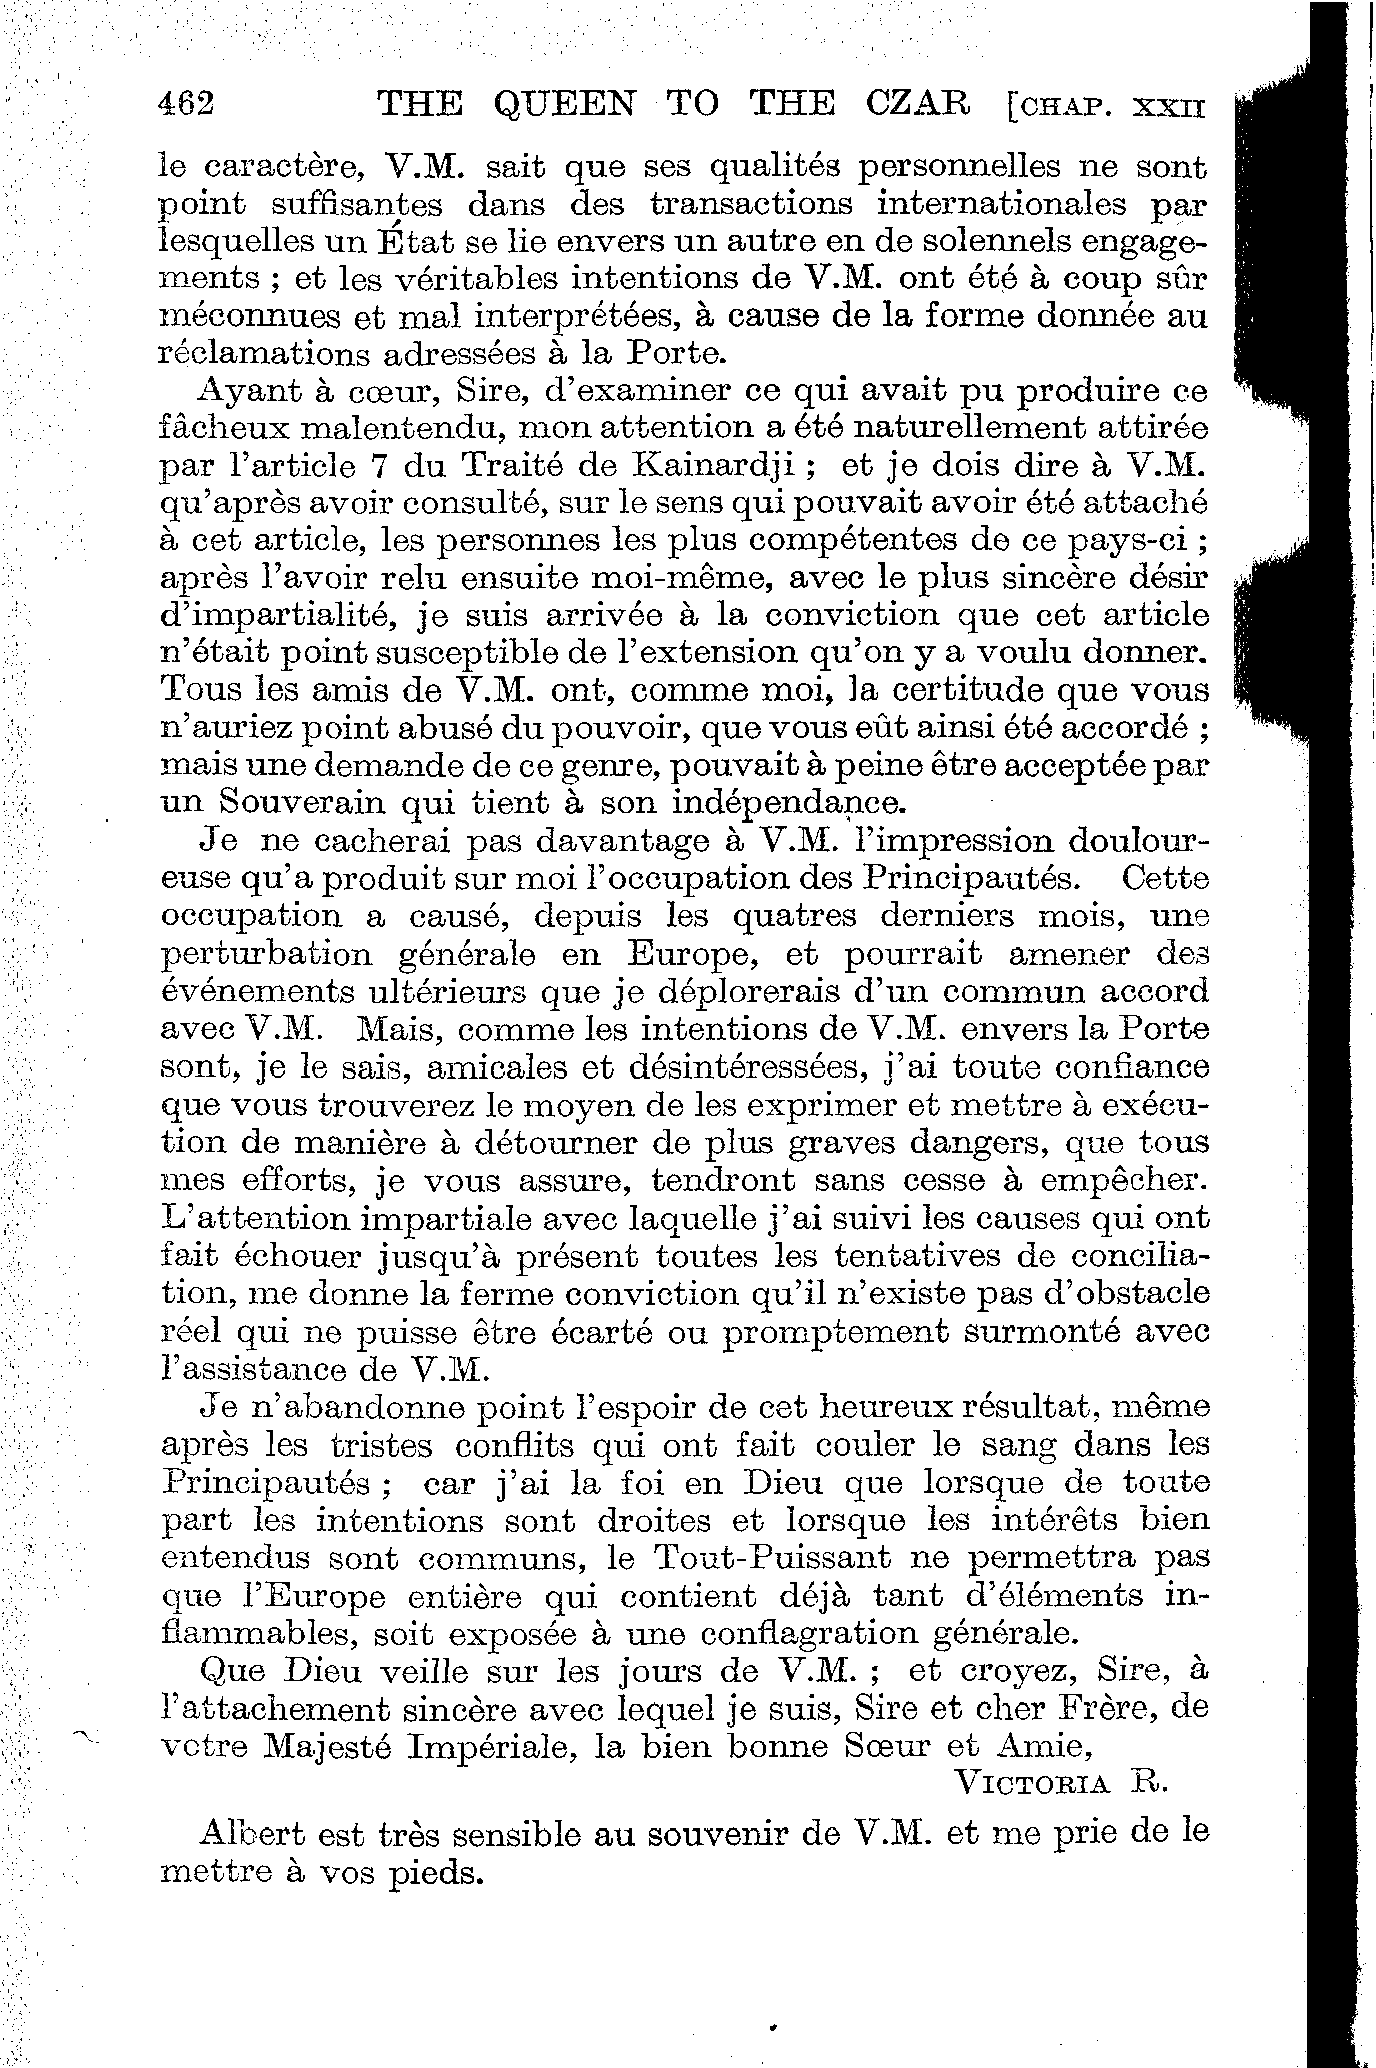 462 THE QUEEN TO THE CZAR [CHAP. XXII
le caractère, V.M. sait que ses qualités personnelles ne sont
point suffisantes dans des transactions internationales par
lesquelles un État se lie envers un autre en de solennels engage-
ments ; et les véritables intentions de V.M. ont été à coup sûr
méconnues et mal interprétées, à cause de la forme donnée au
réclamations adressées à la Porte.
Ayant à cœur, Sire, d'examiner ce qui avait pu produire ce
fâcheux malentendu, mon attention a été naturellement attirée
par l'article 7 du Traité de Kainardji ; et je dois dire à V.M.
qu'après avoir consulté, sur le sens qui pouvait avoir été attaché
à cet article, les personnes les plus compétentes de ce pays-ci ;
après l'avoir relu ensuite moi-même, avec le plus sincère désir
d'impartialité, je suis arrivée à la conviction que cet article
n'était point susceptible de l'extension qu'on y a voulu donner.
Tous les amis de V.M. ont, comme moi, la certitude que vous
n'auriez point abusé du pouvoir, que vous eût ainsi été accordé ;
mais une demande de ce genre, pouvait à peine être acceptée par
un Souverain qui tient à son indépendance.
Je ne cacherai pas davantage à V.M. l'impression doulour-
euse qu'a produit sur moi l'occupation des Principautés. Cette
occupation a causé, depuis les quatres derniers mois, une
perturbation générale en Europe, et pourrait amener des
événements ultérieurs que je déplorerais d'un commun accord
avec V.M. Mais, comme les intentions de V.M. envers la Porte
sont, je le sais, amicales et désintéressées, j'ai toute confiance
que vous trouverez le moyen de les exprimer et mettre à exécu-
tion de manière à détourner de plus graves dangers, que tous
mes efforts, je vous assure, tendront sans cesse à empêcher.
L'attention impartiale avec laquelle j'ai suivi les causes qui ont
fait échouer jusqu'à présent toutes les tentatives de concilia-
tion, me donne la ferme conviction qu'il n'existe pas d'obstacle
réel qui ne puisse être écarté ou promptement surmonté avec
l'assistance de V.M.
Je n'abandonne point l'espoir de cet heureux résultat, même
après les tristes conflits qui ont fait couler le sang dans les
Principautés ; car j'ai la foi en Dieu que lorsque de toute
part les intentions sont droites et lorsque les intérêts bien
entendus sont communs, le Tout-Puissant ne permettra pas
que l'Europe entière qui contient déjà tant d'éléments in-
flammables, soit exposée à une conflagration générale.
Que Dieu veille sur les jours de V.M. ; et croyez, Sire, à
l'attachement sincère avec lequel je suis, Sire et cher Frère, de
votre Majesté Impériale, la bien bonne Sœur et Amie,
VICTORIA R.
Albert est très sensible au souvenir de V.M. et me prie de le
mettre à vos pieds.